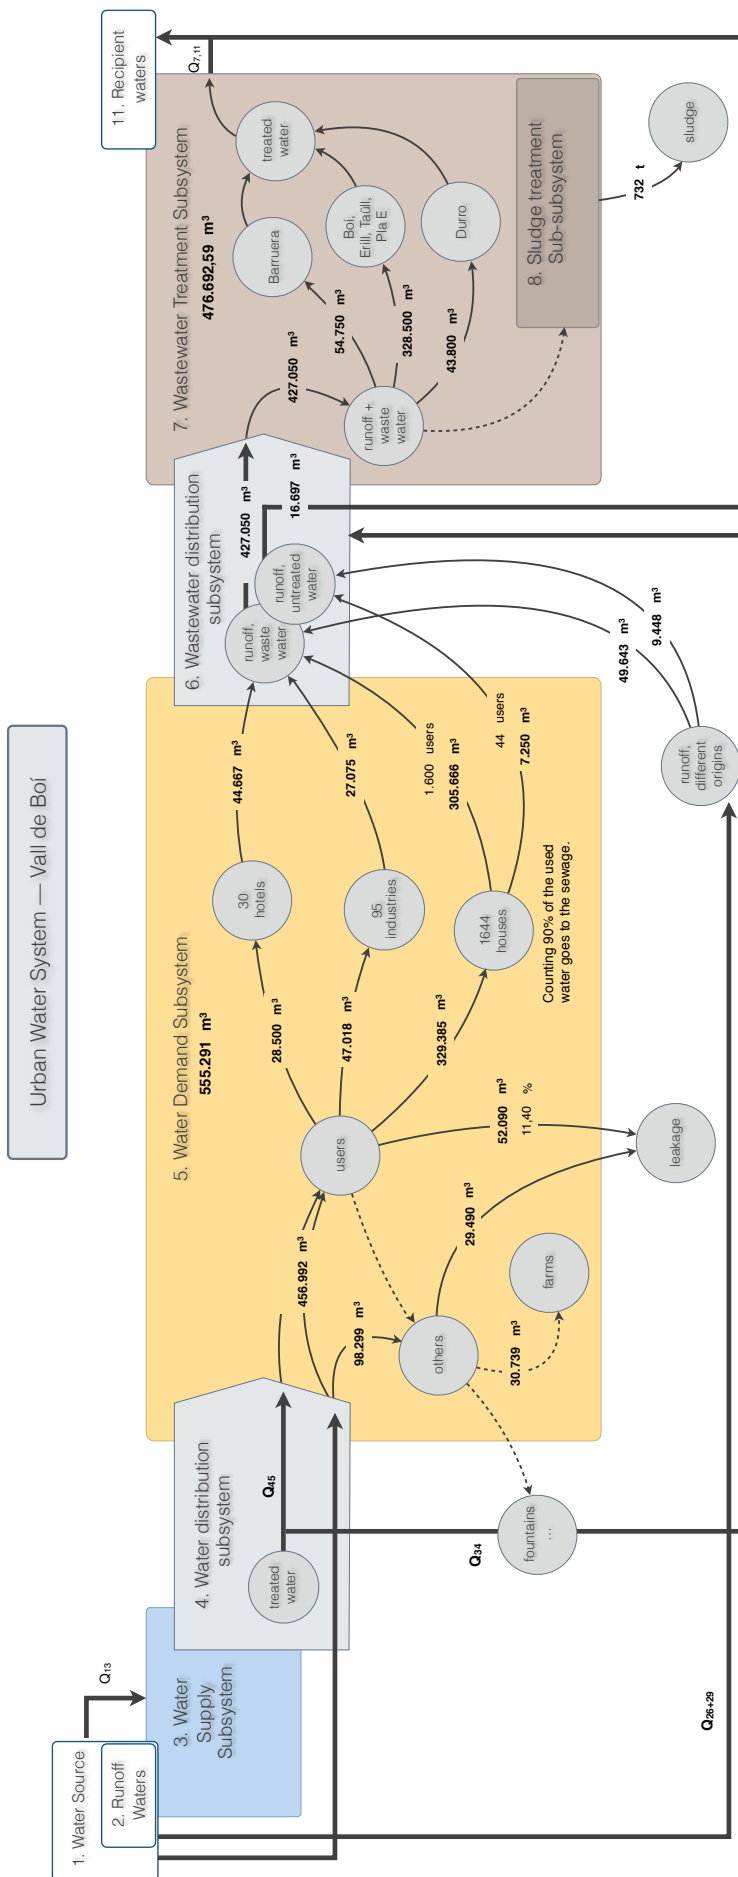 Urban Water System — Vall de Boí
1. Water Source
2. Runoff
Waters
Q13
3. Water
Supply
Subsystem
4. Water distribution
subsystem
treated
water
Q45
Q34
Q26+29
5. Water Demand Subsystem
555.291 m³
456.992 m³
98.299 m³
users
others
fountains
...
farms
30.739 m³
29.490 m³
leakage
52.090 m³
11,40 %
28.500 m³
47.018 m³
329.385 m³
30
hotels
95
industries
1644
houses
Counting 90% of the used
water goes to the sewage.
44.667 m³
27.075 m³
1.600 users
305.666 m³
44 users
7.250 m³
runoff,
different
origins
49.643 m³
9.448 m³
6. Wastewater distribution
subsystem
runoff,
waste
water
runoff,
untreated
water
427.050 m³
16.697 m³
7. Wastewater Treatment Subsystem
476.692,59 m³
427.050 m³
runoff +
waste
water
54.750 m³
328.500 m³
43.800 m³
Barruera
Boí,
Erill, Taüll,
Pla E
Durro
treated
water
8. Sludge treatment
Sub-subsystem
732 t
sludge
Q7,11
11. Recipient
waters